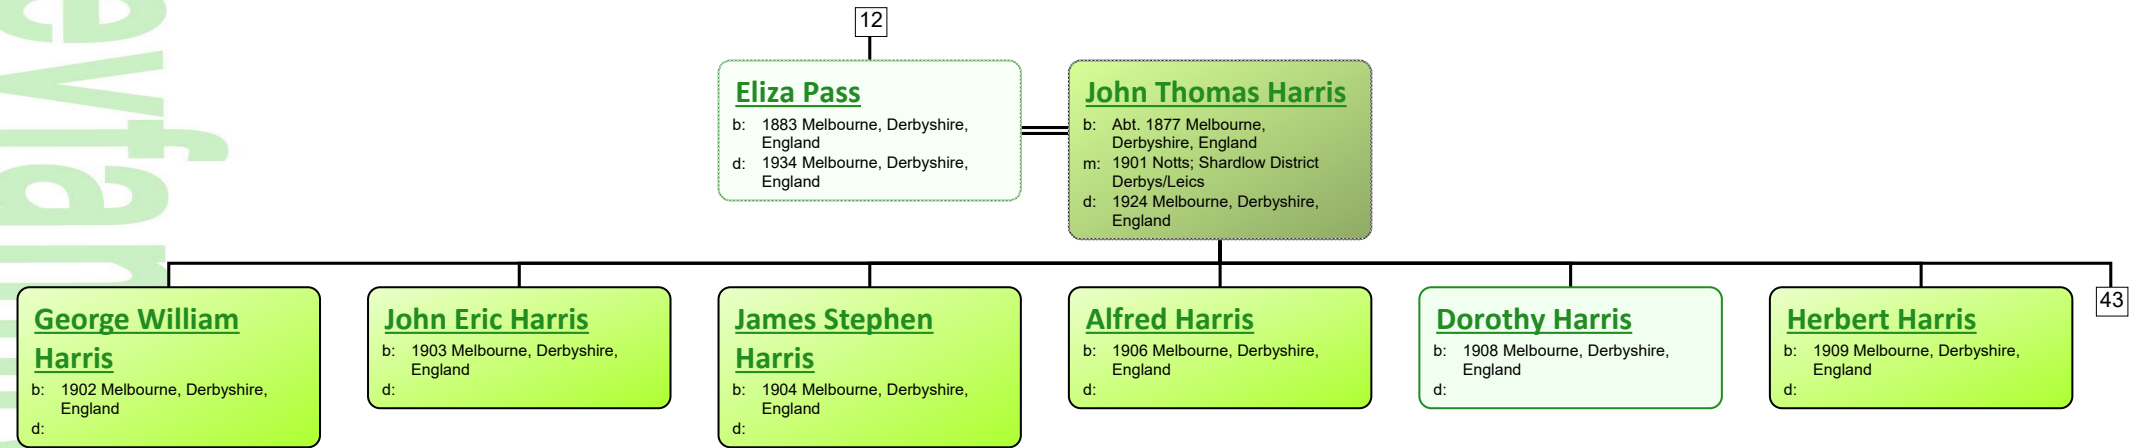 12
Eliza Pass
b: 1883 Melbourne, Derbyshire,
England
d: 1934 Melbourne, Derbyshire,
England
John Thomas Harris
b: Abt. 1877 Melbourne,
Derbyshire, England
m: 1901 Notts; Shardlow District
Derbys/Leics
d: 1924 Melbourne, Derbyshire,
England
George William
Harris
b: 1902 Melbourne, Derbyshire,
England
d:
John Eric Harris
b: 1903 Melbourne, Derbyshire,
England
d:
James Stephen
Harris
b: 1904 Melbourne, Derbyshire,
England
d:
Alfred Harris
b: 1906 Melbourne, Derbyshire,
England
d:
Dorothy Harris
b: 1908 Melbourne, Derbyshire,
England
d:
Herbert Harris
b: 1909 Melbourne, Derbyshire,
England
d:
43